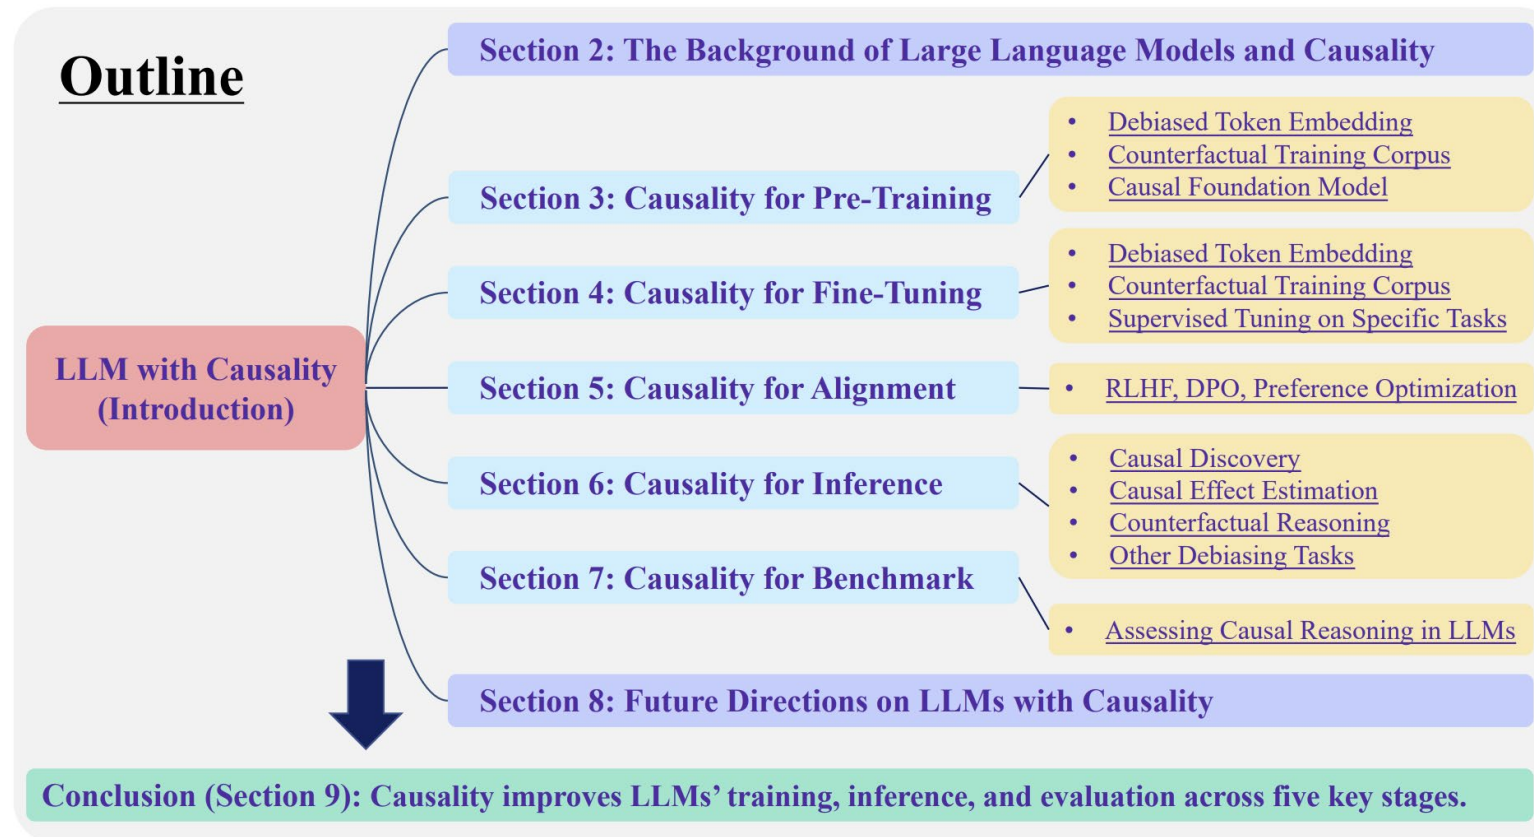 Outline
LLM with Causality
(Introduction)
Section 2: The Background of Large Language Models and Causality
Section 3: Causality for Pre-Training
• Debiased Token Embedding
• Counterfactual Training Corpus
• Causal Foundation Model
Section 4: Causality for Fine-Tuning
• Debiased Token Embedding
• Counterfactual Training Corpus
• Supervised Tuning on Specific Tasks
Section 5: Causality for Alignment
• RLHF, DPO, Preference Optimization
Section 6: Causality for Inference
• Causal Discovery
• Causal Effect Estimation
• Counterfactual Reasoning
• Other Debiasing Tasks
Section 7: Causality for Benchmark
• Assessing Causal Reasoning in LLMs
Section 8: Future Directions on LLMs with Causality
Conclusion (Section 9): Causality improves LLMs’ training, inference, and evaluation across five key stages.